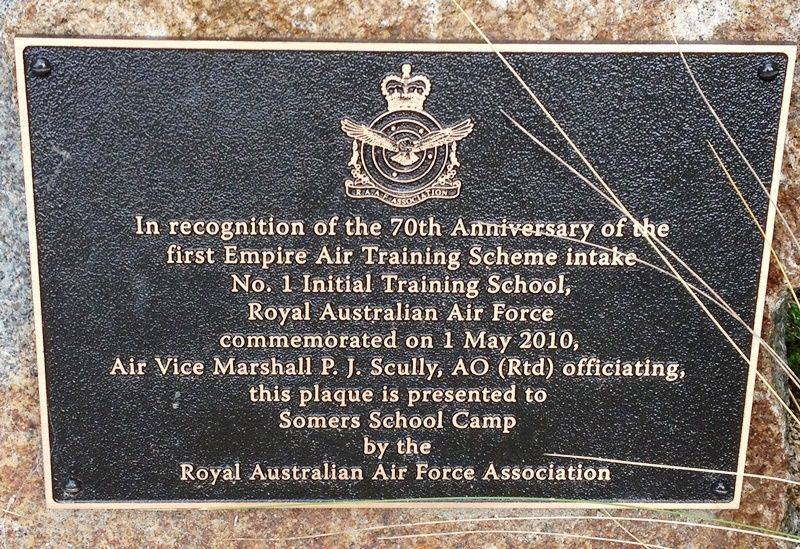 R.A.A.F. ASSOCIATION
In recognition of the 70th Anniversary of the
first Empire Air Training Scheme intake
No. 1 Initial Training School,
Royal Australian Air Force
commemorated on 1 May 2010,
Air Vice Marshall P. J. Scully, AO (Rtd) officiating,
this plaque is presented to
Somers School Camp
by the
Royal Australian Air Force Association